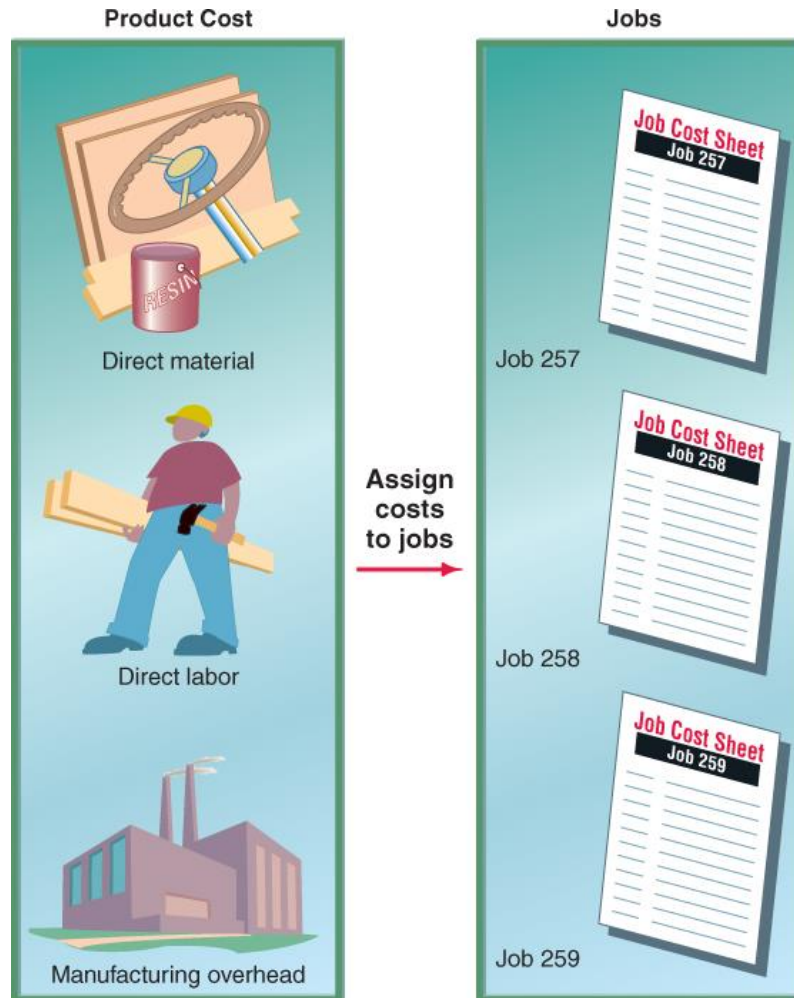 Product Cost
Jobs
RESIN
Direct material
Job Cost Sheet
Job 257
Job 257
Direct labor
Assign
costs
to jobs
Job Cost Sheet
Job 258
Job 258
Manufacturing overhead
Job Cost Sheet
Job 259
Job 259